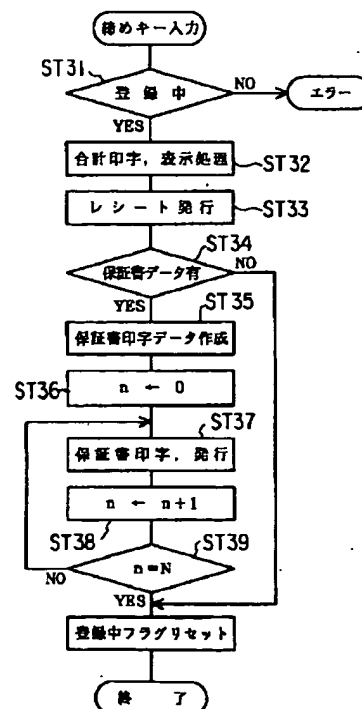 締めキー入力
ST31
登録中
NO
エラー
YES
合計印字,表示処理
ST32
レシート発行
ST33
ST34
保証書データ有
NO
YES
ST35
保証書印字データ作成
ST36
n ← 0
ST37
保証書印字,発行
n ← n+1
ST38
ST39
n=N
NO
YES
登録中フラグリセット
終了